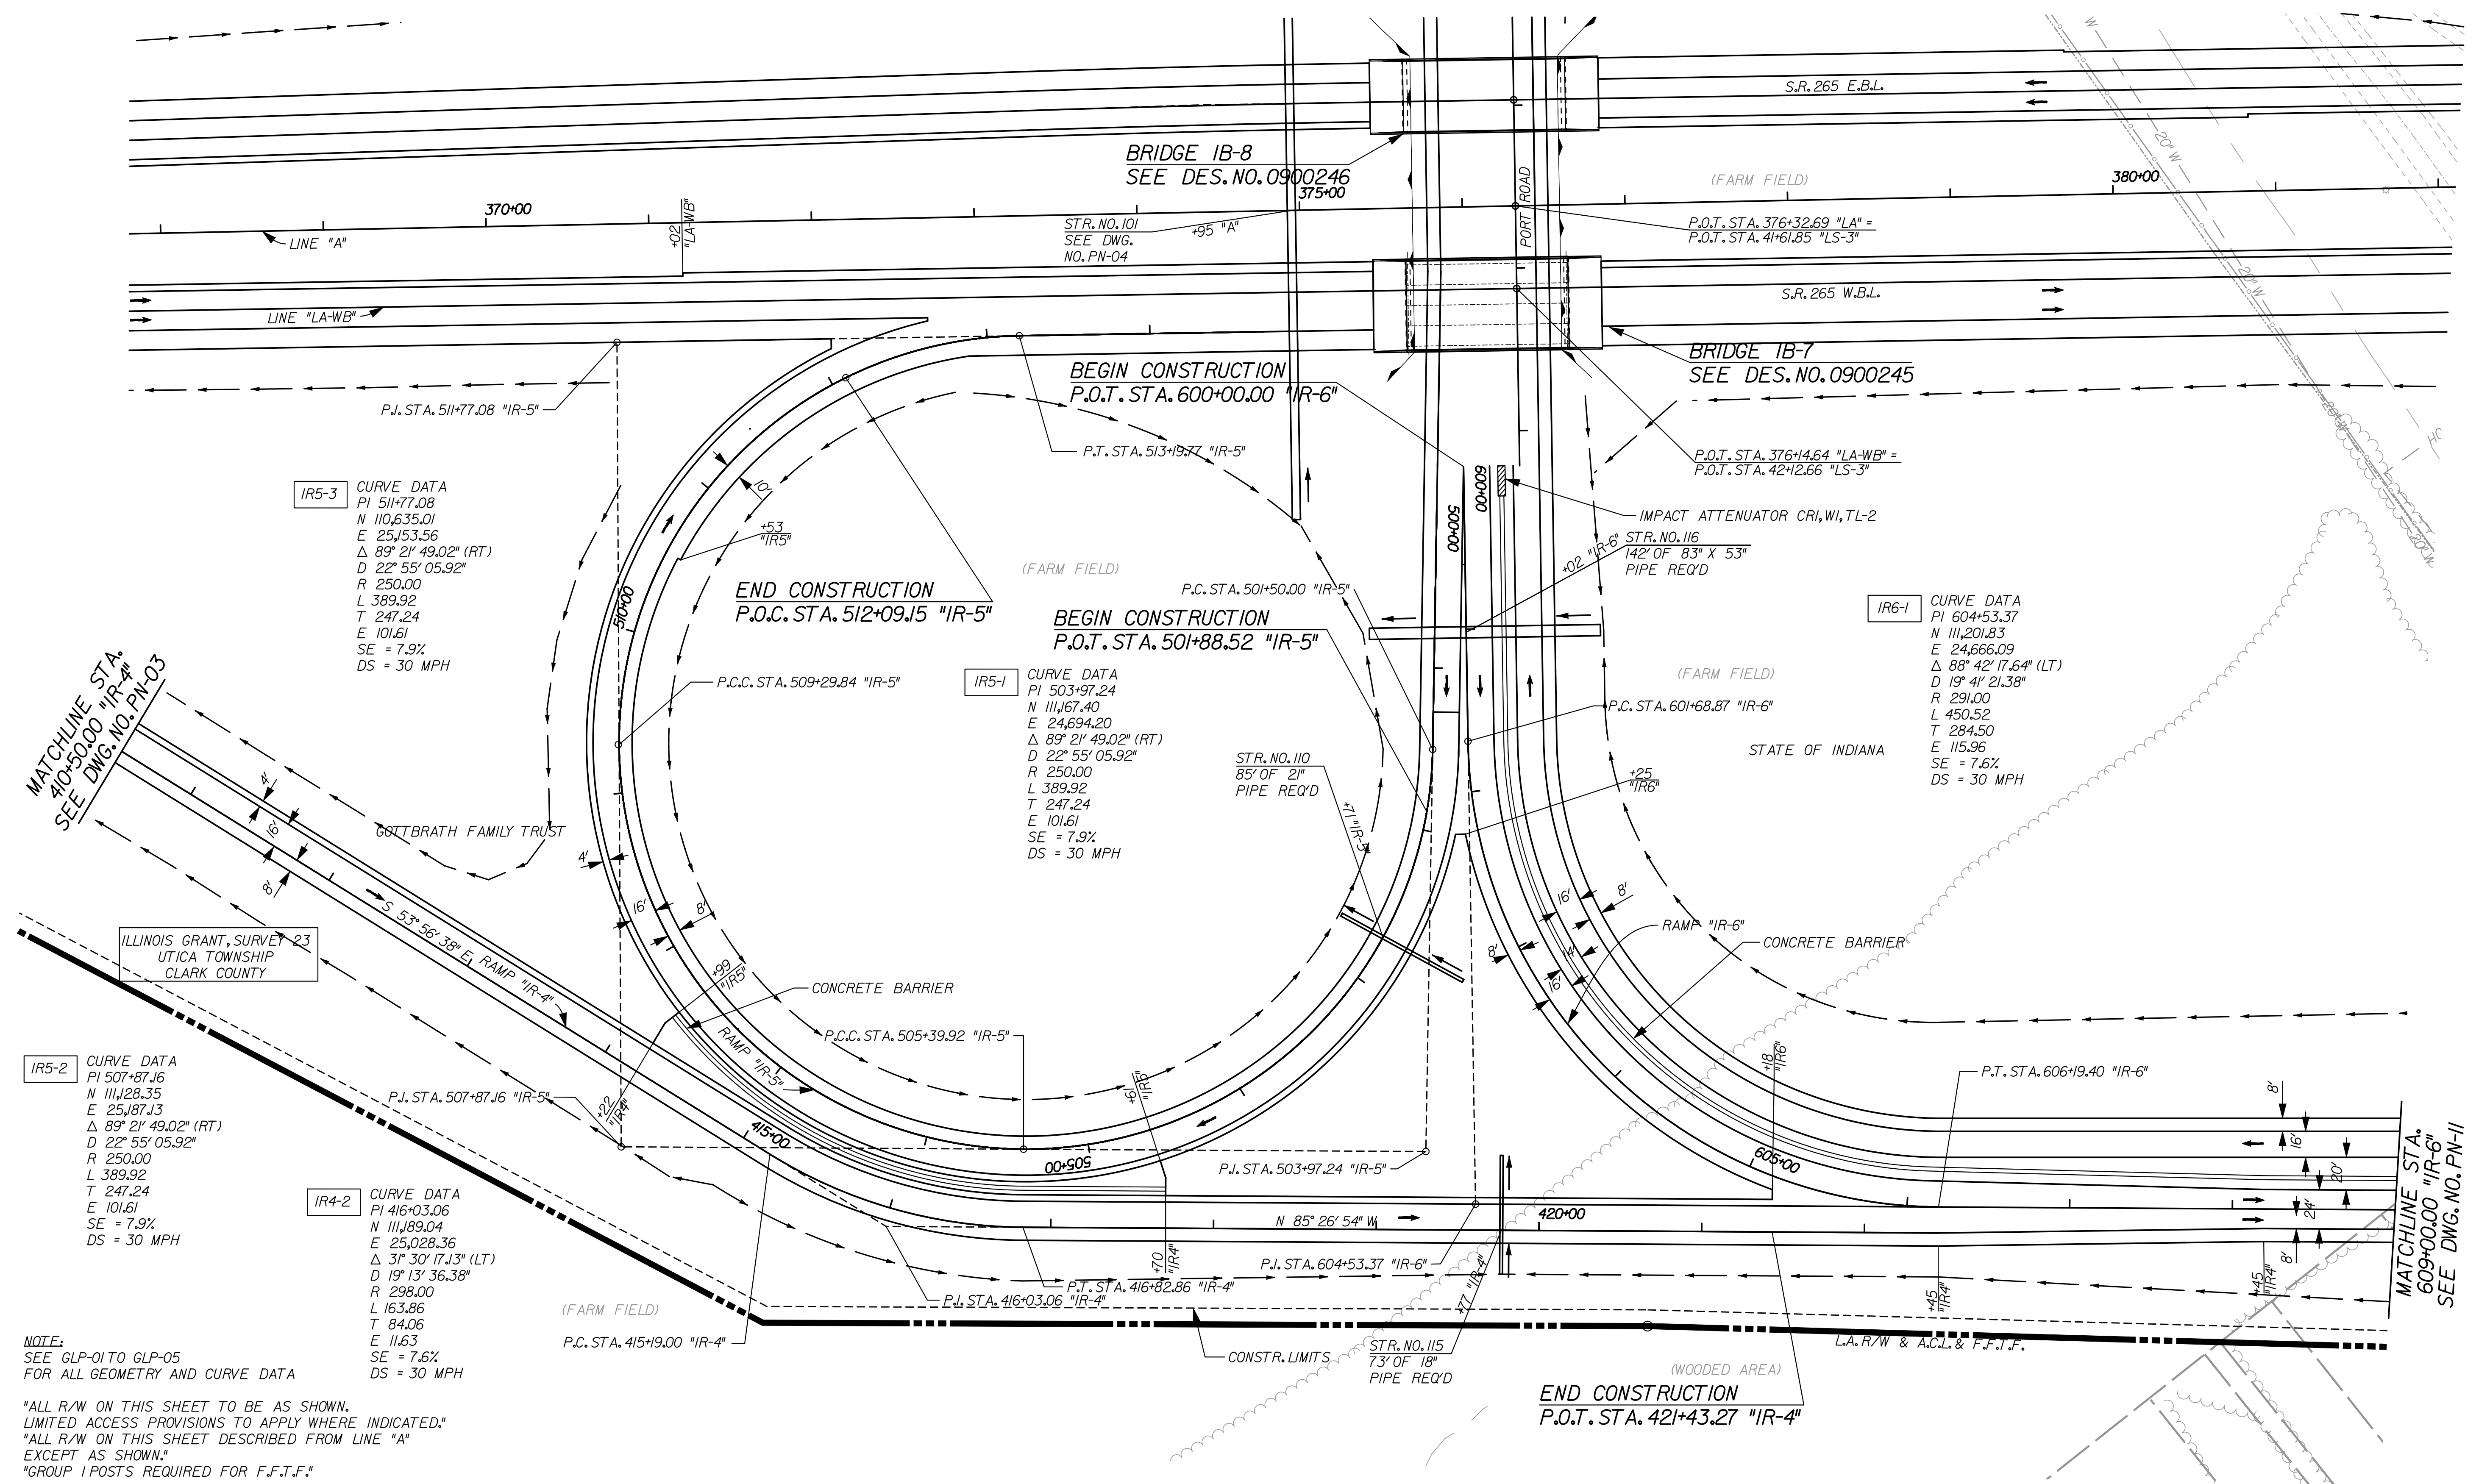 S.R. 265 E.B.L.
BRIDGE IB-8
SEE DES. NO. 0900246
375+00
370+00
380+00
(FARM FIELD)
20" W
W
20" W
20" W
20" W
PORT ROAD
+02
"LA-WB"
LINE "A"
STR. NO. 101
SEE DWG.
NO. PN-04
+95 "A"
P.O.T. STA. 376+32.69 "LA" =
P.O.T. STA. 41+61.85 "LS-3"
LINE "LA-WB"
S.R. 265 W.B.L.
BRIDGE IB-7
SEE DES. NO. 0900245
BEGIN CONSTRUCTION
P.O.T. STA. 600+00.00 "IR-6"
P.I. STA. 511+77.08 "IR-5"
P.T. STA. 513+19.77 "IR-5"
P.O.T. STA. 376+14.64 "LA-WB" =
P.O.T. STA. 42+12.66 "LS-3"
IR5-3
CURVE DATA
PI 511+77.08
N 110,635.01
E 25,153.56
Δ 89° 21' 49.02" (RT)
D 22° 55' 05.92"
R 250.00
L 389.92
T 247.24
E 101.61
SE = 7.9%
DS = 30 MPH
10'
+53
"IR5"
510+00
600+00
500+00
IMPACT ATTENUATOR CR1, W1, TL-2
STR. NO. 116
142' OF 83" X 53"
PIPE REQ'D
+02 "IR-6"
(FARM FIELD)
END CONSTRUCTION
P.O.C. STA. 512+09.15 "IR-5"
P.C. STA. 501+50.00 "IR-5"
BEGIN CONSTRUCTION
P.O.T. STA. 501+88.52 "IR-5"
IR6-1
CURVE DATA
PI 604+53.37
N 111,201.83
E 24,666.09
Δ 88° 42' 17.64" (LT)
D 19° 41' 21.38"
R 291.00
L 450.52
T 284.50
E 115.96
SE = 7.6%
DS = 30 MPH
MATCHLINE STA.
410+50.00 "IR-4"
SEE DWG. NO. PN-03
P.C.C. STA. 509+29.84 "IR-5"
IR5-1
CURVE DATA
PI 503+97.24
N 111,167.40
E 24,694.20
Δ 89° 21' 49.02" (RT)
D 22° 55' 05.92"
R 250.00
L 389.92
T 247.24
E 101.61
SE = 7.9%
DS = 30 MPH
(FARM FIELD)
P.C. STA. 601+68.87 "IR-6"
STATE OF INDIANA
STR. NO. 110
85' OF 21"
PIPE REQ'D
+71 "IR-5"
+25
"IR6"
4'
16'
8'
GOTTBRATH FAMILY TRUST
4'
16'
8'
16'
8'
8'
4'
16'
RAMP "IR-6"
CONCRETE BARRIER
S 53° 56' 38" E RAMP "IR-4"
ILLINOIS GRANT, SURVEY 23
UTICA TOWNSHIP
CLARK COUNTY
+99
"IR5"
CONCRETE BARRIER
RAMP "IR-5"
P.C.C. STA. 505+39.92 "IR-5"
+91
"IR5"
+18
"IR6"
P.T. STA. 606+19.40 "IR-6"
IR5-2
CURVE DATA
PI 507+87.16
N 111,128.35
E 25,187.13
Δ 89° 21' 49.02" (RT)
D 22° 55' 05.92"
R 250.00
L 389.92
T 247.24
E 101.61
SE = 7.9%
DS = 30 MPH
P.I. STA. 507+87.16 "IR-5"
+22
"IR4"
415+00
505+00
P.I. STA. 503+97.24 "IR-5"
605+00
8'
16'
20'
24'
8'
MATCHLINE STA.
609+00.00 "IR-6"
SEE DWG. NO. PN-11
IR4-2
CURVE DATA
PI 416+03.06
N 111,189.04
E 25,028.36
Δ 31° 30' 17.13" (LT)
D 19° 13' 36.38"
R 298.00
L 163.86
T 84.06
E 11.63
SE = 7.6%
DS = 30 MPH
N 85° 26' 54" W
420+00
+70
"IR4"
P.I. STA. 604+53.37 "IR-6"
P.T. STA. 416+82.86 "IR-4"
P.I. STA. 416+03.06 "IR-4"
+77 "IR-4"
+45
"IR4"
+45
"IR4"
(FARM FIELD)
P.C. STA. 415+19.00 "IR-4"
CONSTR. LIMITS
STR. NO. 115
73' OF 18"
PIPE REQ'D
L.A. R/W & A.C.L. & F.F.T.F.
(WOODED AREA)
END CONSTRUCTION
P.O.T. STA. 421+43.27 "IR-4"
NOTE:
SEE GLP-01 TO GLP-05
FOR ALL GEOMETRY AND CURVE DATA
"ALL R/W ON THIS SHEET TO BE AS SHOWN.
LIMITED ACCESS PROVISIONS TO APPLY WHERE INDICATED."
"ALL R/W ON THIS SHEET DESCRIBED FROM LINE "A"
EXCEPT AS SHOWN."
"GROUP 1 POSTS REQUIRED FOR F.F.T.F."